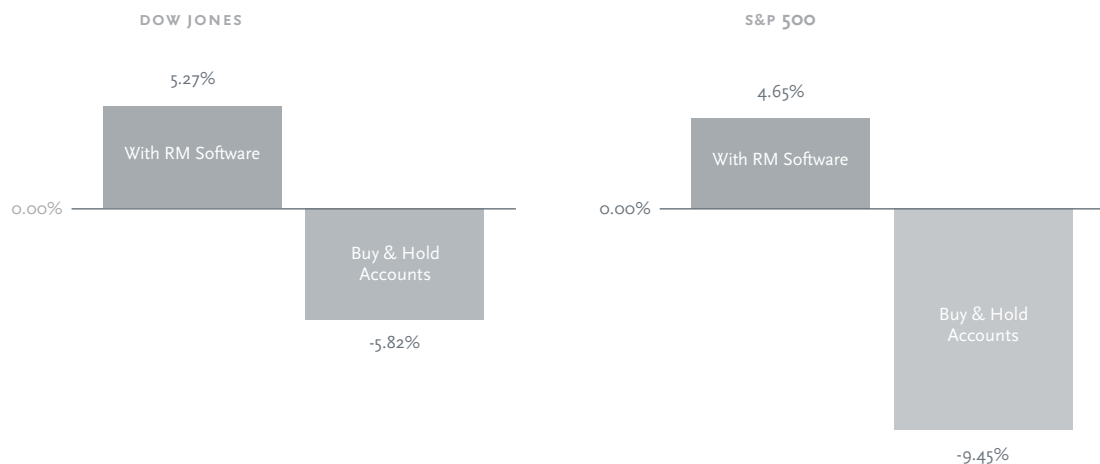 DOW JONES
5.27%
With RM Software
0.00%
Buy & Hold
Accounts
-5.82%
S&P 500
4.65%
With RM Software
0.00%
Buy & Hold
Accounts
-9.45%